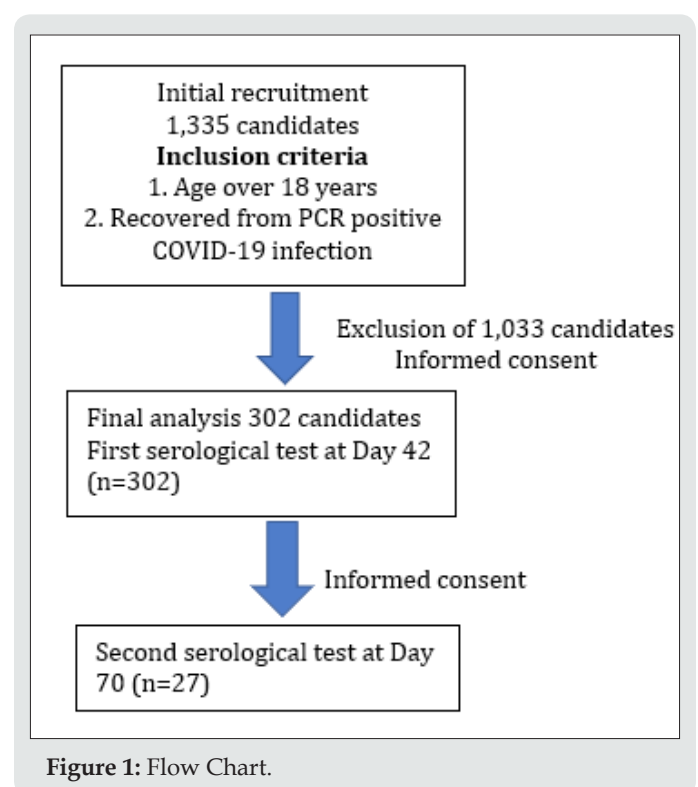 Initial recruitment
1,335 candidates
Inclusion criteria
1. Age over 18 years
2. Recovered from PCR positive
COVID-19 infection
Exclusion of 1,033 candidates
Informed consent
Final analysis 302 candidates
First serological test at Day 42
(n=302)
Informed consent
Second serological test at Day
70 (n=27)
Figure 1: Flow Chart.